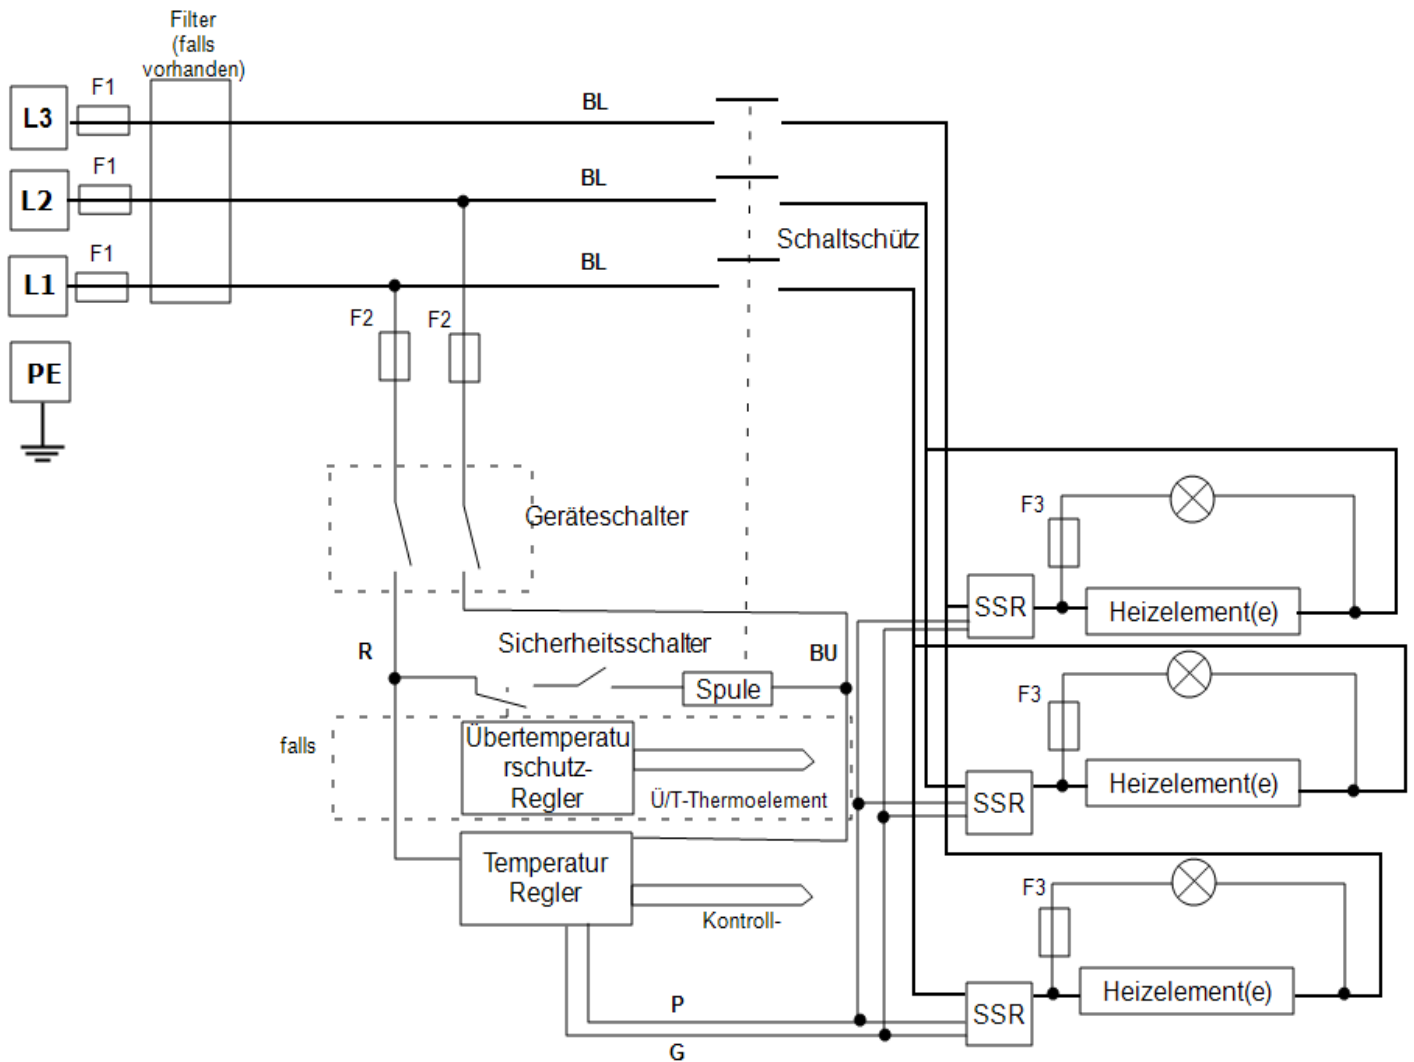 Filter
(falls
vorhanden)
F1
L3
BL
F1
L2
BL
F1
L1
BL
Schaltschütz
F2
F2
PE
Geräteschalter
F3
SSR
Heizelement(e)
R
Sicherheitsschalter
BU
Spule
F3
falls
Übertemperatu
rschutz-
Regler
Ü/T-Thermoelement
SSR
Heizelement(e)
Temperatur
Regler
Kontroll-
F3
P
G
SSR
Heizelement(e)